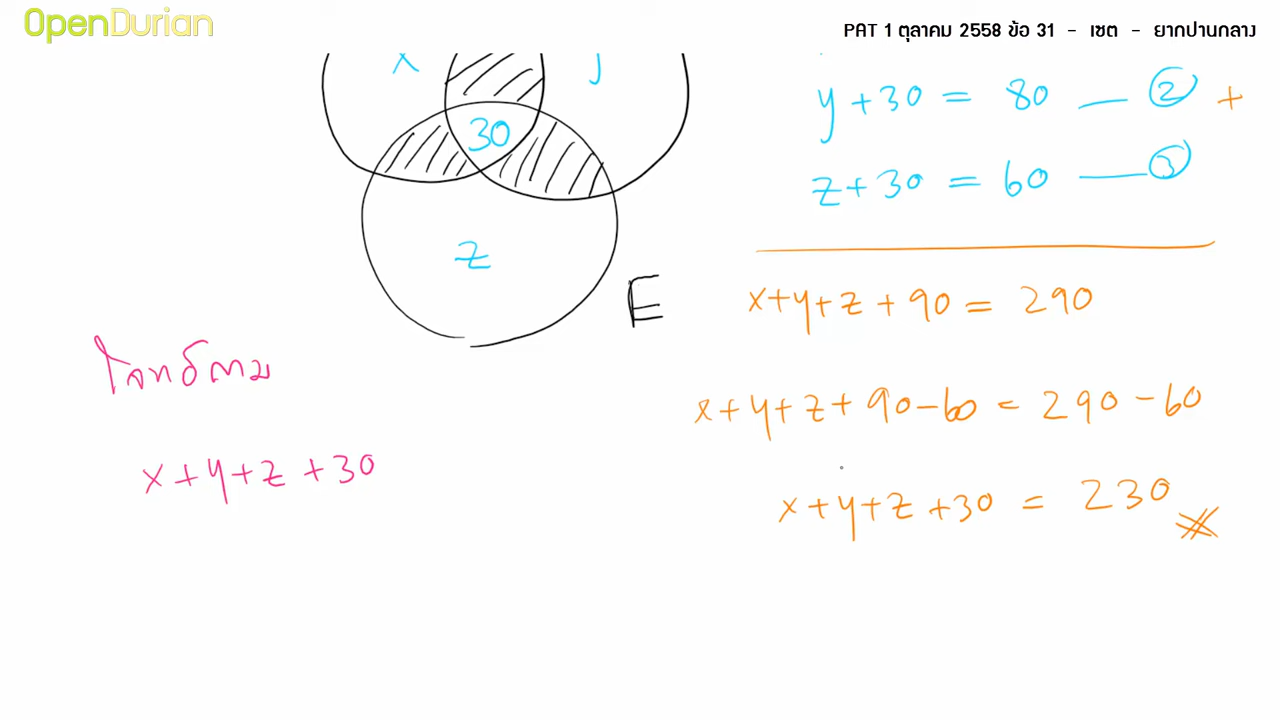 OpenDurian
PAT 1 ตุลาคม 2558 ข้อ 31 - เซต - ยากปานกลาง
x
y + 30 = 80 — ②
+
30
z + 30 = 60 — ③
z
E
x + y + z + 90 = 290
โจทย์ถาม
x + y + z + 90 - 60 = 290 - 60
x + y + z + 30
x + y + z + 30 = 230